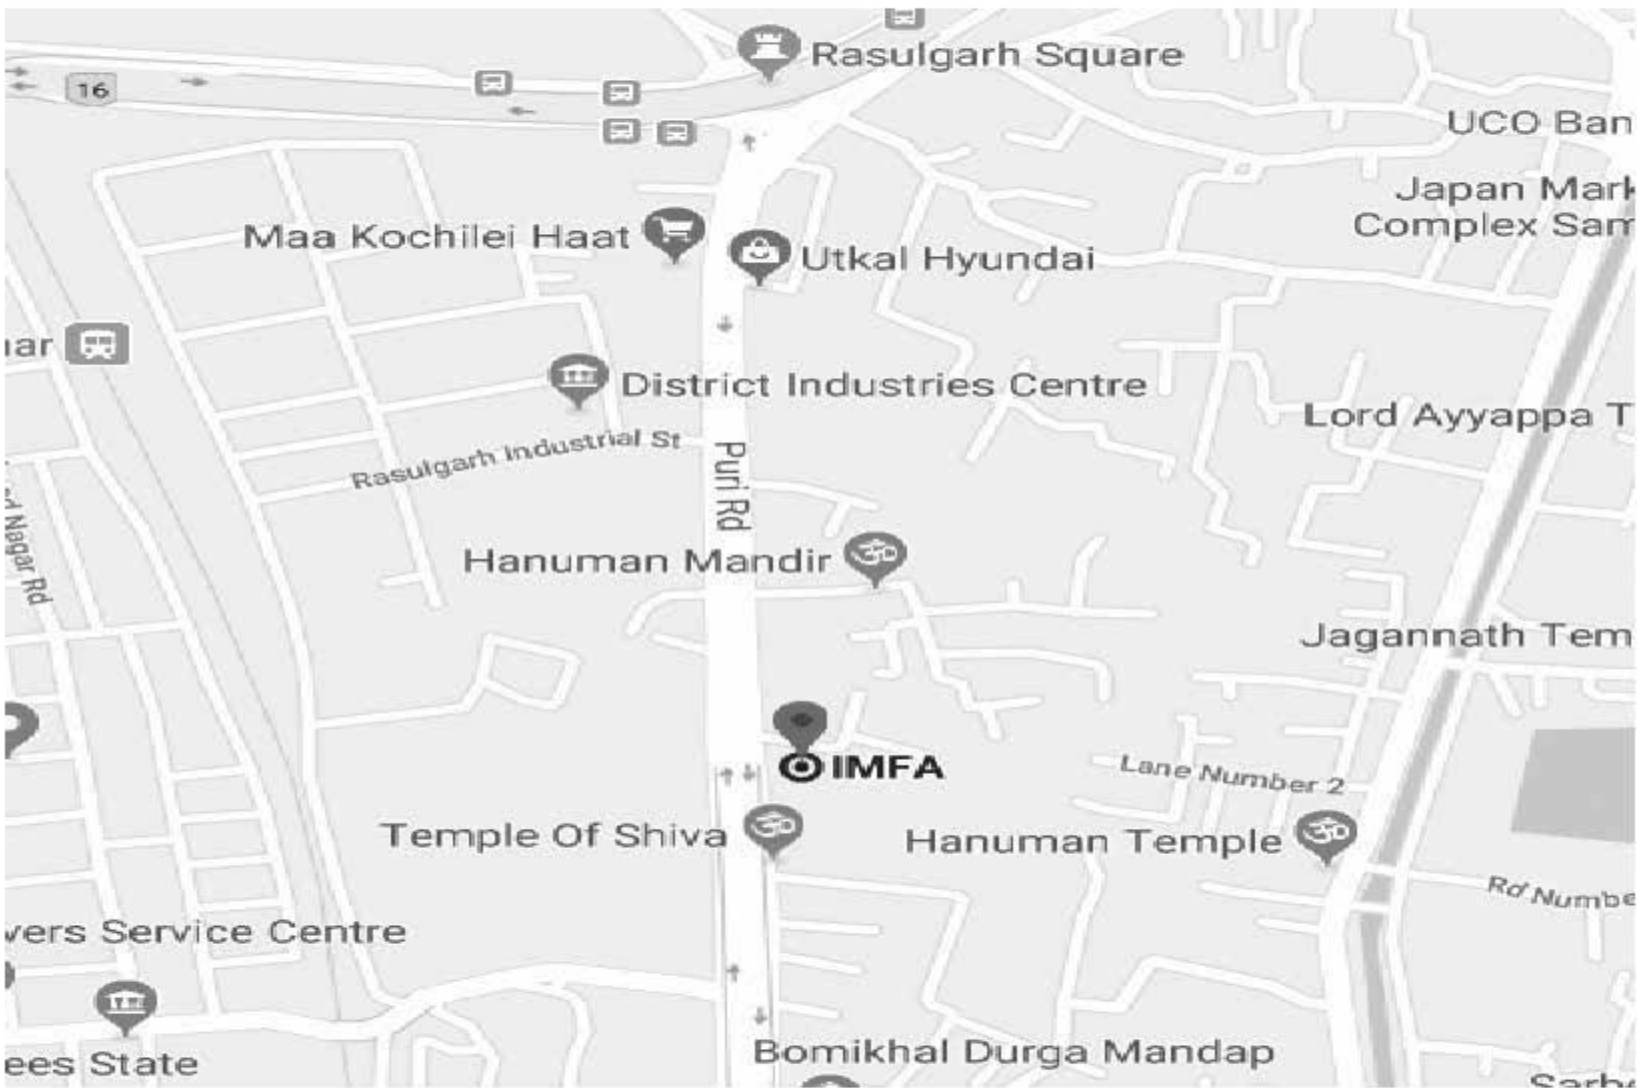 Rasulgarh Square
16
UCO Ban
Japan Mark
Complex Sam
Maa Kochilei Haat
Utkal Hyundai
nar
District Industries Centre
Lord Ayyappa T
Rasulgarh Industrial St
Puri Rd
Nagar Rd
Hanuman Mandir
Jagannath Tem
IMFA
Lane Number 2
Temple Of Shiva
Hanuman Temple
Rd Numbe
vers Service Centre
Bomikhal Durga Mandap
ees State